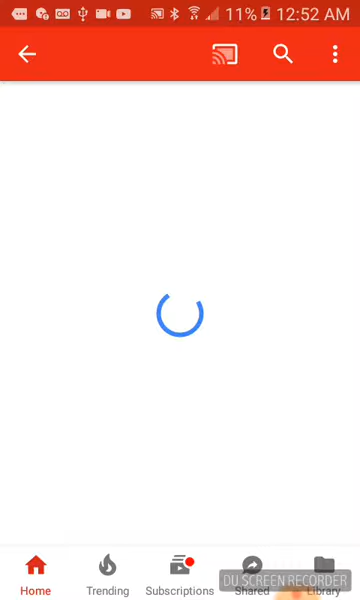 11% 12:52 AM
Home Trending Subscriptions Shared Library
DU SCREEN RECORDER